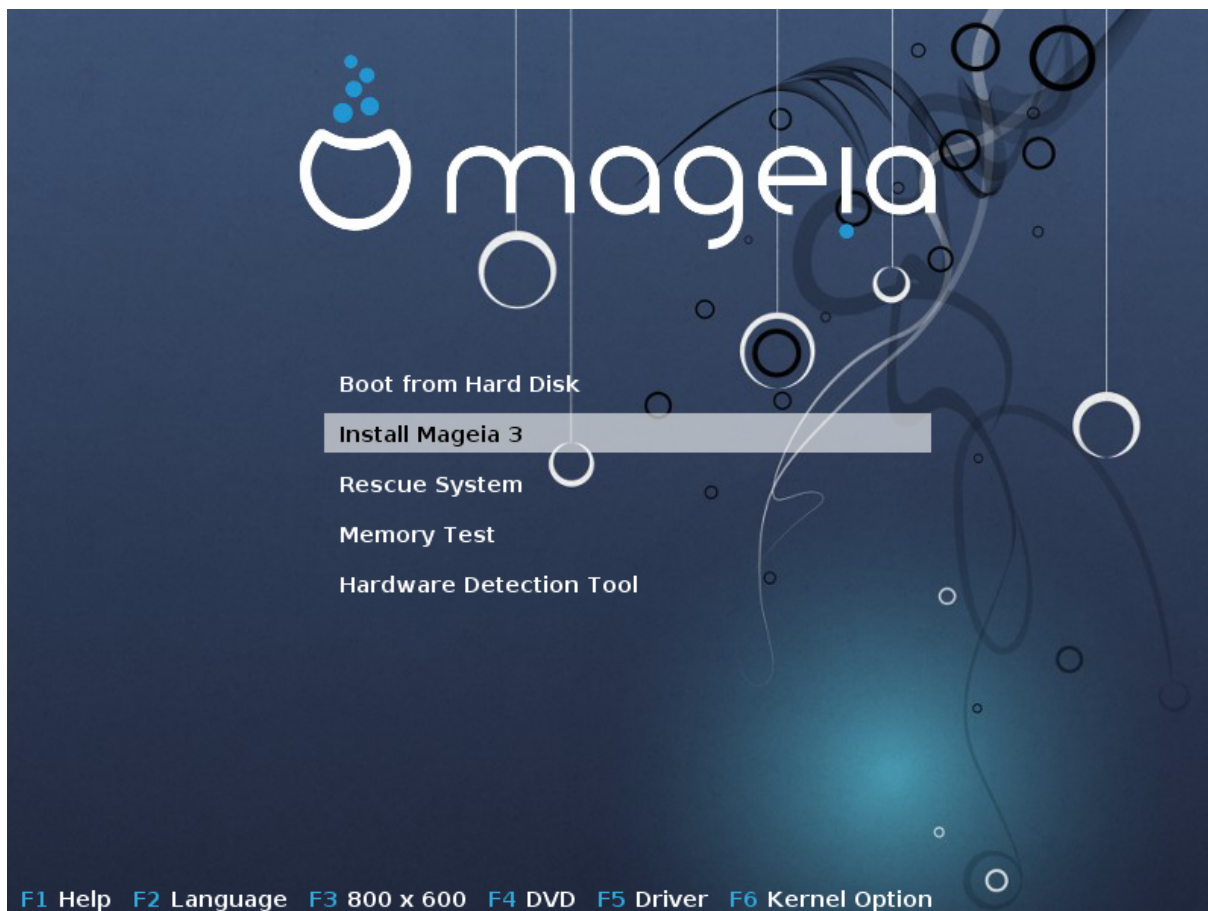 mageia
Boot from Hard Disk
Install Mageia 3
Rescue System
Memory Test
Hardware Detection Tool
F1 Help F2 Language F3 800 x 600 F4 DVD F5 Driver F6 Kernel Option